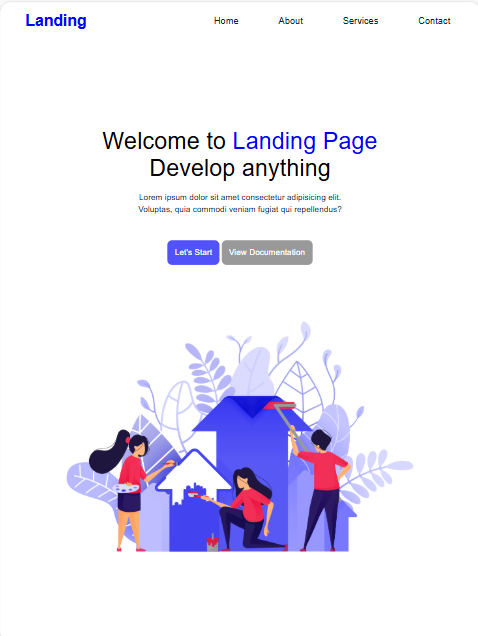 Landing
Home About Services Contact
Welcome to Landing Page
Develop anything
Lorem ipsum dolor sit amet consectetur adipisicing elit.
Voluptas, quia commodi veniam fugiat qui repellendus?
Let's Start View Documentation